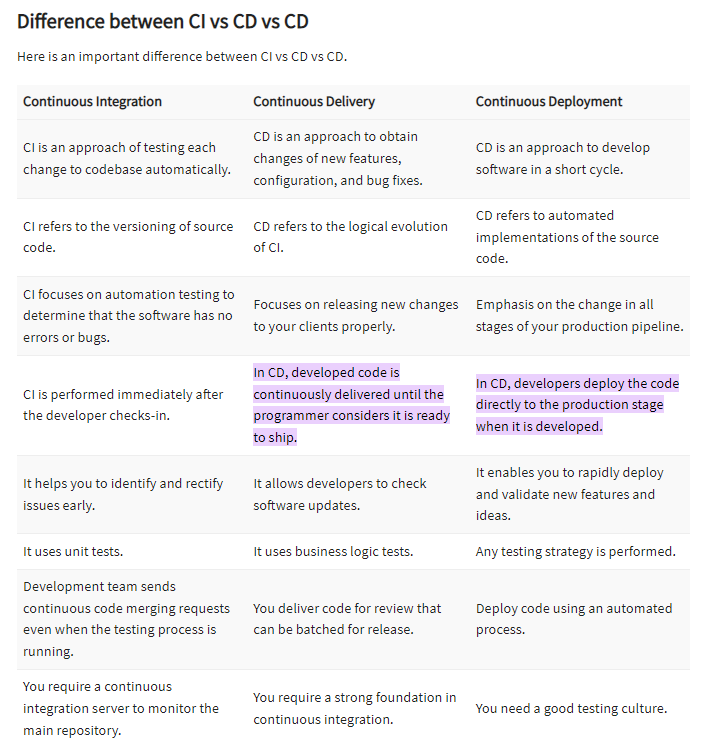 Difference between CI vs CD vs CD
Here is an important difference between CI vs CD vs CD.
Continuous Integration
Continuous Delivery
Continuous Deployment
CI is an approach of testing each
change to codebase automatically.
CD is an approach to obtain
changes of new features,
configuration, and bug fixes.
CD is an approach to develop
software in a short cycle.
CI refers to the versioning of source
code.
CD refers to the logical evolution
of CI.
CD refers to automated
implementations of the source
code.
CI focuses on automation testing to
determine that the software has no
errors or bugs.
Focuses on releasing new changes
to your clients properly.
Emphasis on the change in all
stages of your production pipeline.
CI is performed immediately after
the developer checks-in.
In CD, developed code is
continuously delivered until the
programmer considers it is ready
to ship.
In CD, developers deploy the code
directly to the production stage
when it is developed.
It helps you to identify and rectify
issues early.
It allows developers to check
software updates.
It enables you to rapidly deploy
and validate new features and
ideas.
It uses unit tests.
It uses business logic tests.
Any testing strategy is performed.
Development team sends
continuous code merging requests
even when the testing process is
running.
You deliver code for review that
can be batched for release.
Deploy code using an automated
process.
You require a continuous
integration server to monitor the
main repository.
You require a strong foundation in
continuous integration.
You need a good testing culture.